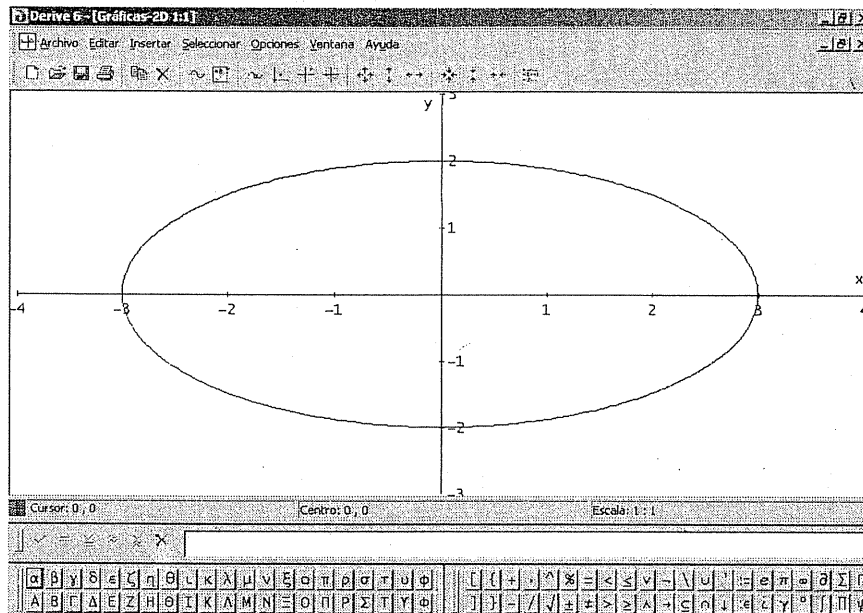 Derive 6 - [Gráficas-2D 1:1]
Archivo Editar Insertar Seleccionar Opciones Ventana Ayuda
y 3
2
1
x
-4 -3 -2 -1 1 2 3 4
-1
-2
-3
Cursor: 0 , 0 Centro: 0 , 0 Escala: 1 : 1
α β γ δ ε ζ η θ ι κ λ μ ν ξ ο π ρ σ τ υ φ
Α Β Γ Δ Ε Ζ Η Θ Ι Κ Λ Μ Ν Ξ Ο Π Ρ Σ Τ Υ Φ